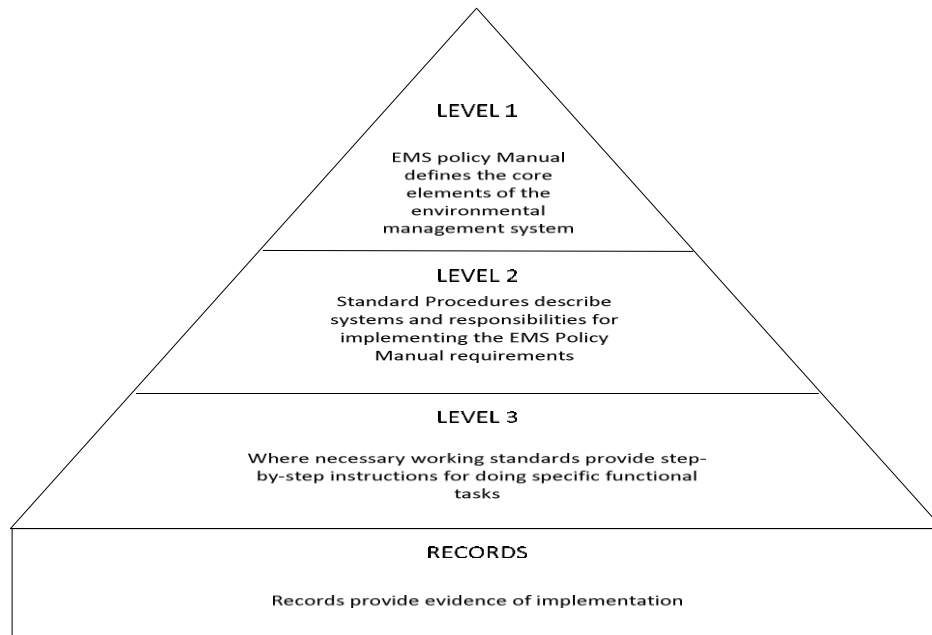 LEVEL 1
EMS policy Manual
defines the core
elements of the
environmental
management system
LEVEL 2
Standard Procedures describe
systems and responsibilities for
implementing the EMS Policy
Manual requirements
LEVEL 3
Where necessary working standards provide step-
by-step instructions for doing specific functional
tasks
RECORDS
Records provide evidence of implementation